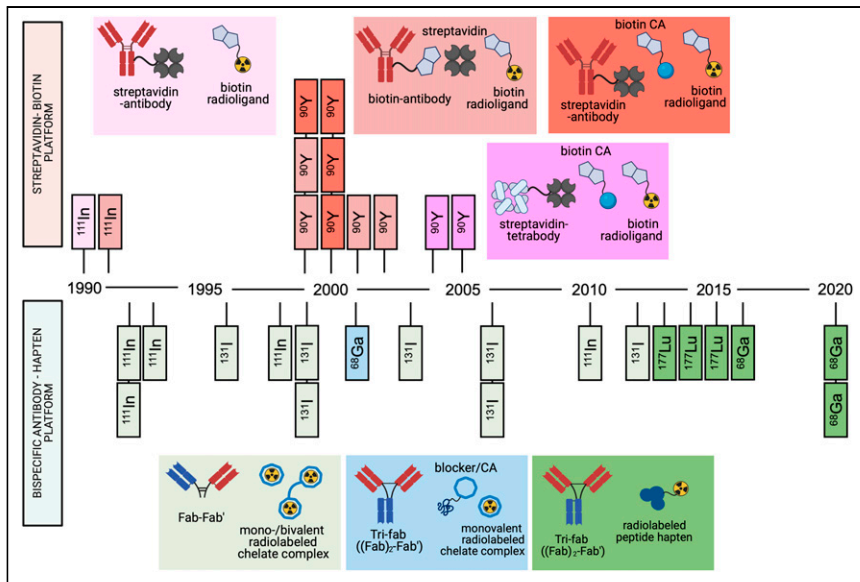 STREPTAVIDIN- BIOTIN
PLATFORM
streptavidin
-antibody
biotin
radioligand
streptavidin
biotin-antibody
biotin
radioligand
biotin CA
streptavidin
-antibody
biotin
radioligand
biotin CA
streptavidin-
tetrabody
biotin
radioligand
¹¹¹In
¹¹¹In
⁹⁰Y
⁹⁰Y
⁹⁰Y
⁹⁰Y
⁹⁰Y
⁹⁰Y
⁹⁰Y
⁹⁰Y
⁹⁰Y
⁹⁰Y
1990
1995
2000
2005
2010
2015
2020
BISPECIFIC ANTIBODY - HAPTEN
PLATFORM
¹¹¹In
¹¹¹In
¹¹¹In
¹³¹I
¹¹¹In
¹³¹I
¹³¹I
⁶⁸Ga
¹³¹I
¹³¹I
¹³¹I
¹¹¹In
¹³¹I
¹⁷⁷Lu
¹⁷⁷Lu
¹⁷⁷Lu
⁶⁸Ga
⁶⁸Ga
⁶⁸Ga
Fab-Fab'
mono-/bivalent
radiolabeled
chelate complex
blocker/CA
Tri-fab
((Fab)₂-Fab')
monovalent
radiolabeled
chelate complex
Tri-fab
((Fab)₂-Fab')
radiolabeled
peptide hapten